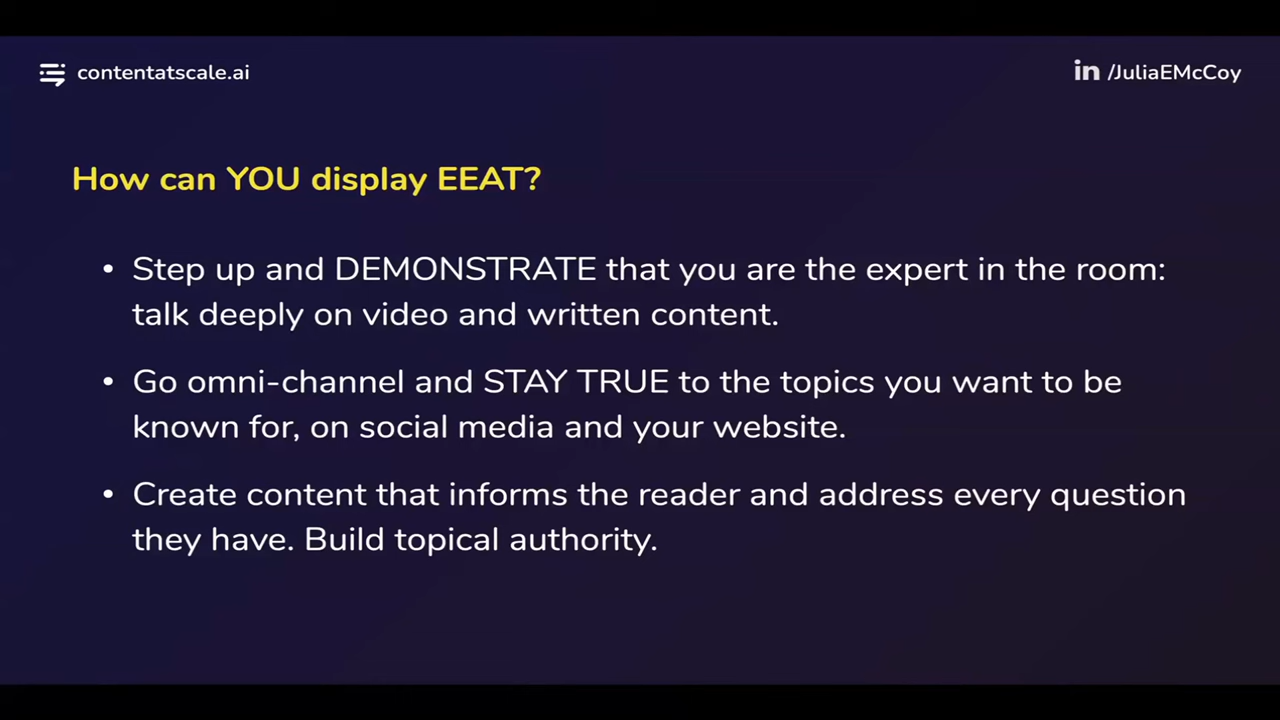 contentatscale.ai
in /JuliaEMcCoy
How can YOU display EEAT?
• Step up and DEMONSTRATE that you are the expert in the room:
talk deeply on video and written content.
• Go omni-channel and STAY TRUE to the topics you want to be
known for, on social media and your website.
• Create content that informs the reader and address every question
they have. Build topical authority.